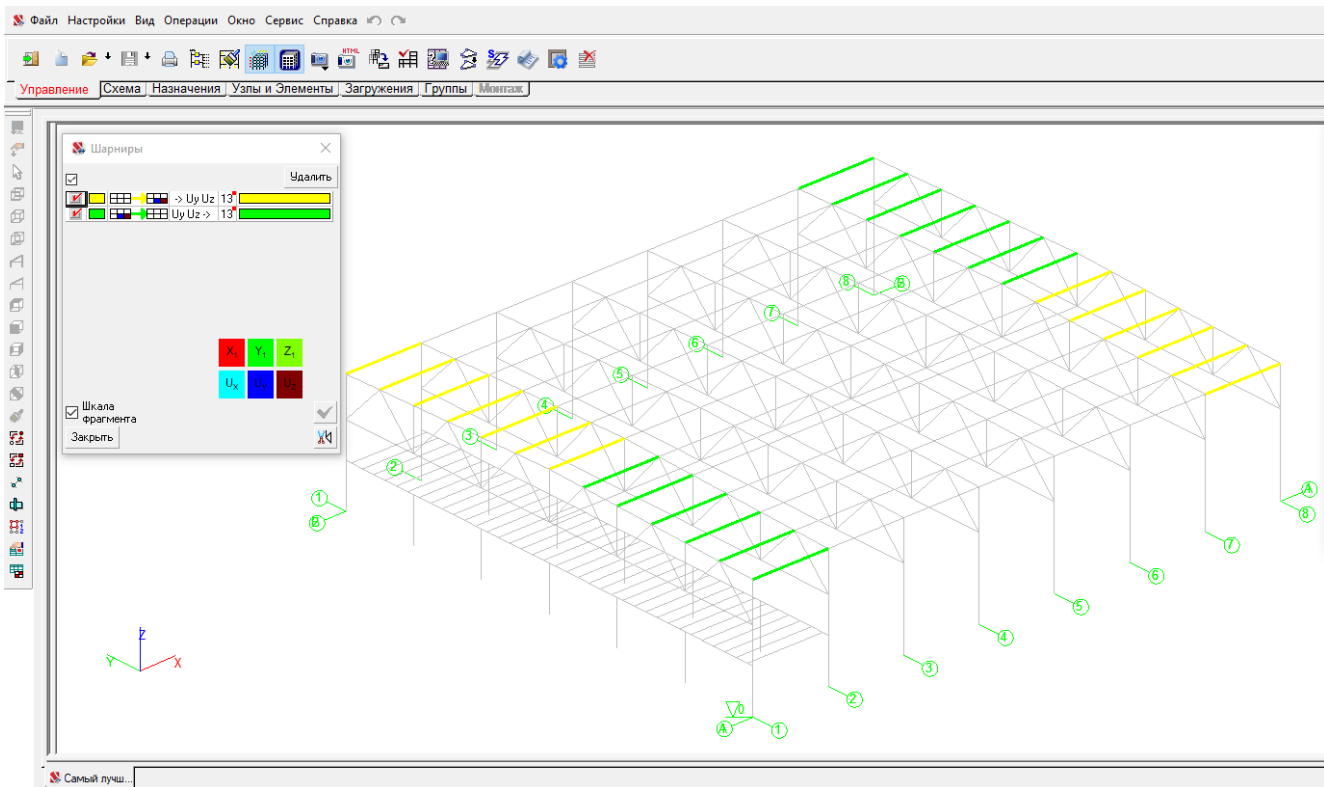 Файл Настройки Вид Операции Окно Сервис Справка
HTML
S
Управление Схема Назначения Узлы и Элементы Загружения Группы Монтаж
Шарниры
Удалить
-> Uy Uz 13
Uy Uz -> 13
X1 Y1 Z1
Ux Uy Uz
Шкала
фрагмента
Закрыть
8
7
6
5
4
3
2
1
A
8
7
6
5
4
3
2
0
A 1
Z
Y X
Самый лучш...